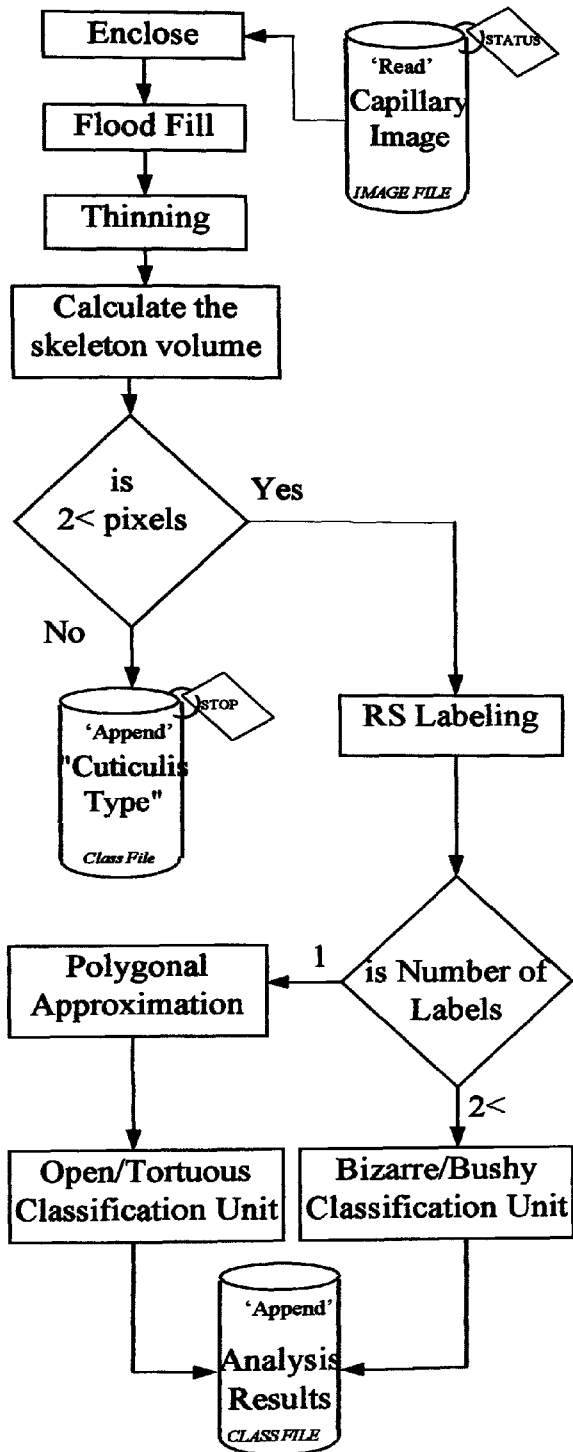 Enclose
STATUS
'Read'
Capillary
Image
IMAGE FILE
Flood Fill
Thinning
Calculate the
skeleton volume
is
2< pixels
Yes
No
STOP
'Append'
"Cuticulis
Type"
Class File
RS Labeling
is Number of
Labels
1
2<
Polygonal
Approximation
Open/Tortuous
Classification Unit
Bizarre/Bushy
Classification Unit
'Append'
Analysis
Results
CLASS FILE